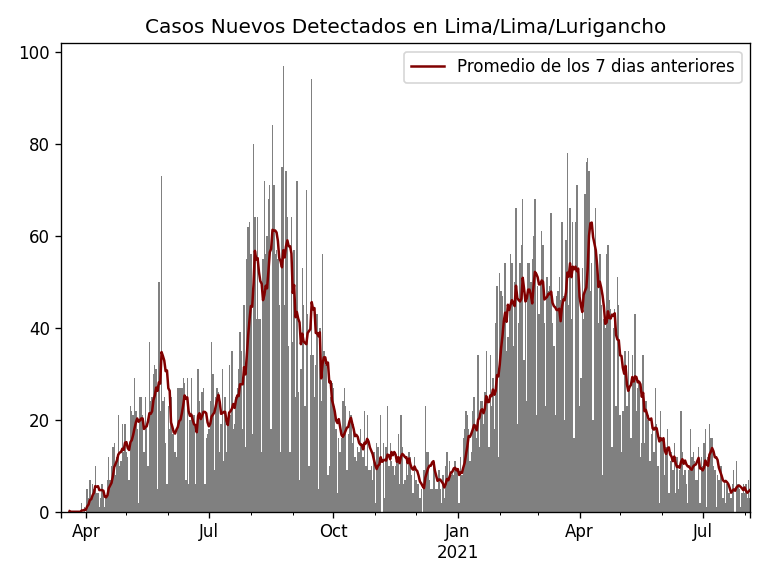 Casos Nuevos Detectados en Lima/Lima/Lurigancho
Promedio de los 7 dias anteriores
100
80
60
40
20
0
Apr Jul Oct Jan Apr Jul
2021